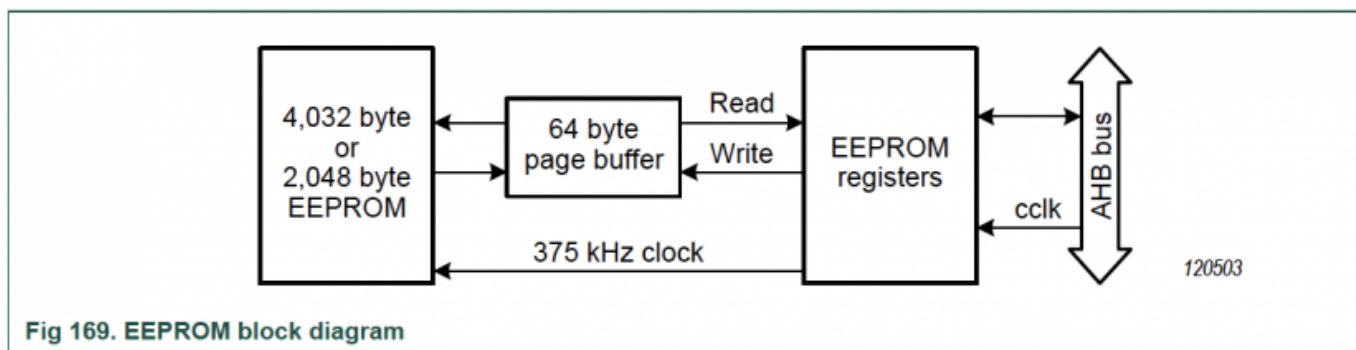 4,032 byte
or
2,048 byte
EEPROM
64 byte
page buffer
Read
Write
EEPROM
registers
AHB bus
cclk
375 kHz clock
120503
Fig 169. EEPROM block diagram